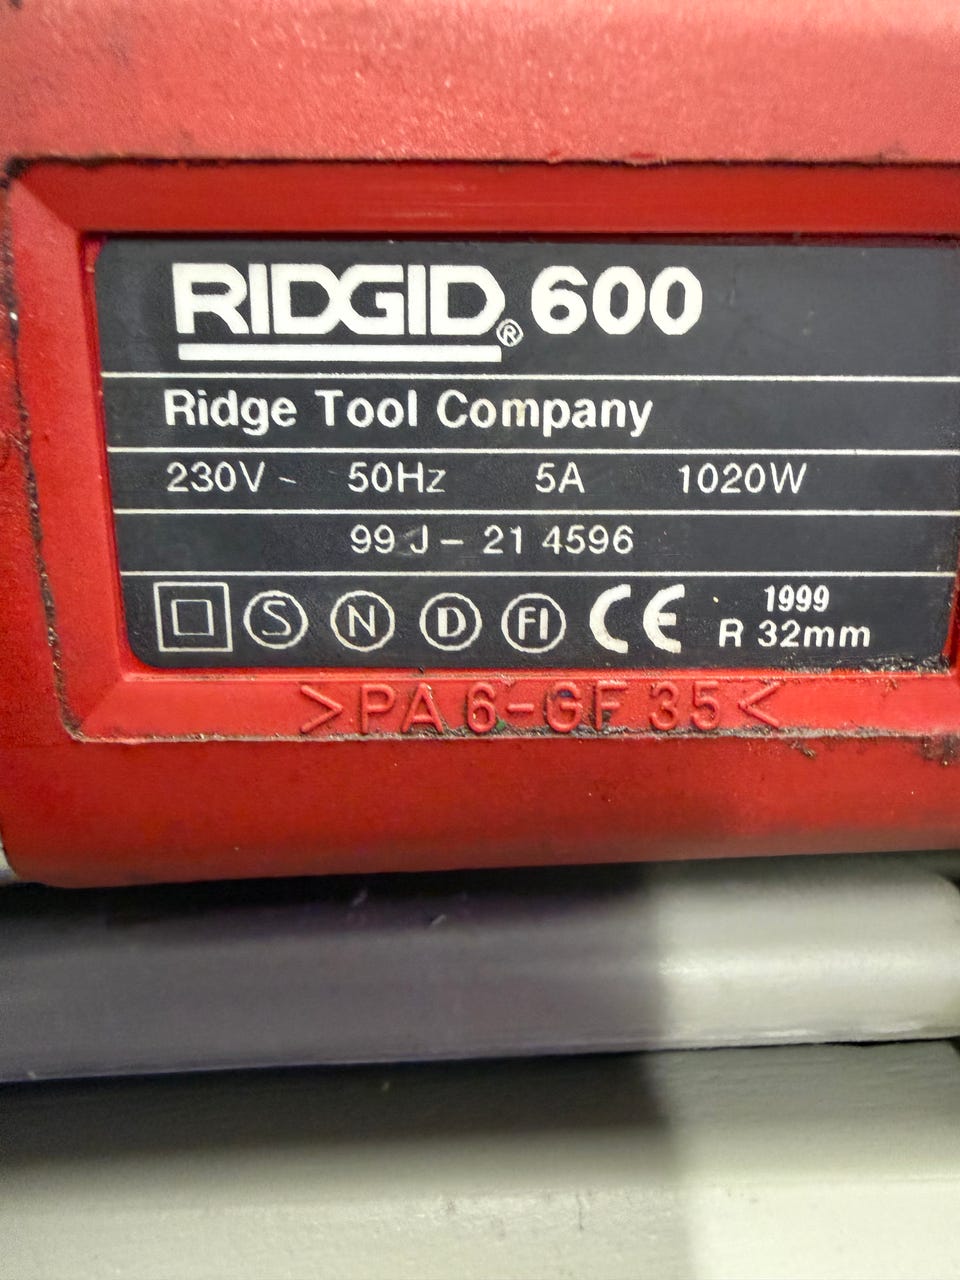 RIDGID® 600
Ridge Tool Company
230V ~ 50Hz 5A 1020W
99 J - 21 4596
S N D FI CE 1999
R 32mm
>PA 6-GF 35<